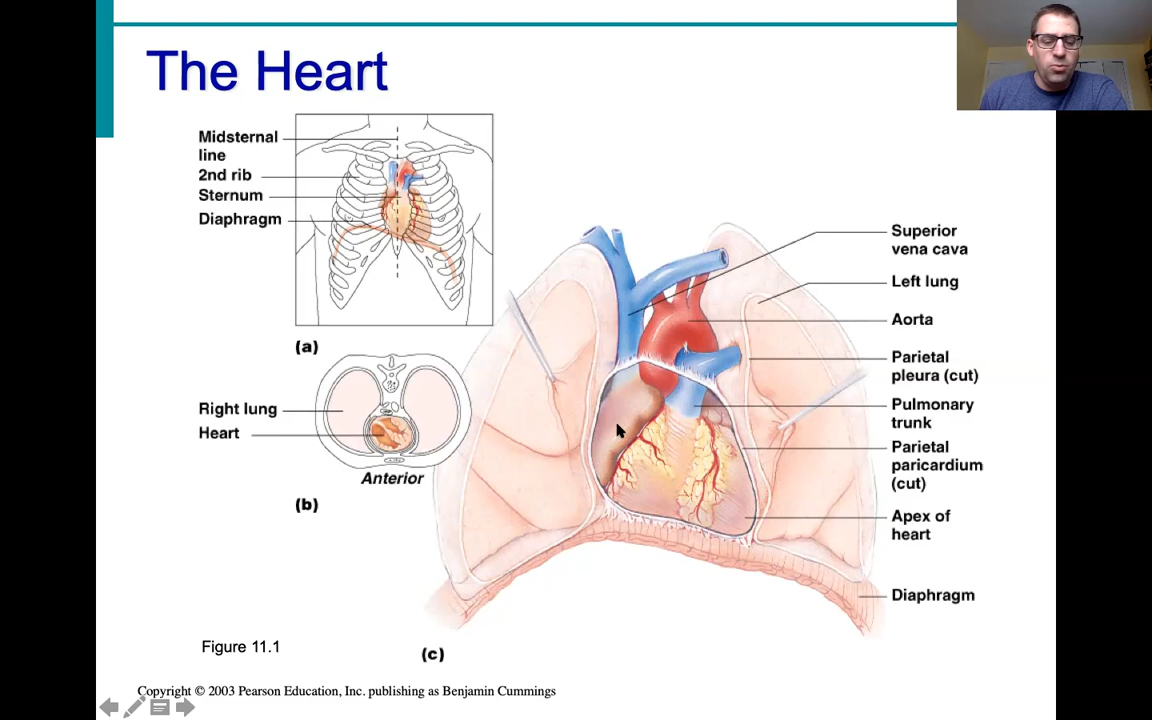 The Heart
Midsternal
line
2nd rib
Sternum
Diaphragm
(a)
Right lung
Heart
Anterior
(b)
Superior
vena cava
Left lung
Aorta
Parietal
pleura (cut)
Pulmonary
trunk
Parietal
paricardium
(cut)
Apex of
heart
Diaphragm
(c)
Figure 11.1
Copyright © 2003 Pearson Education, Inc. publishing as Benjamin Cummings